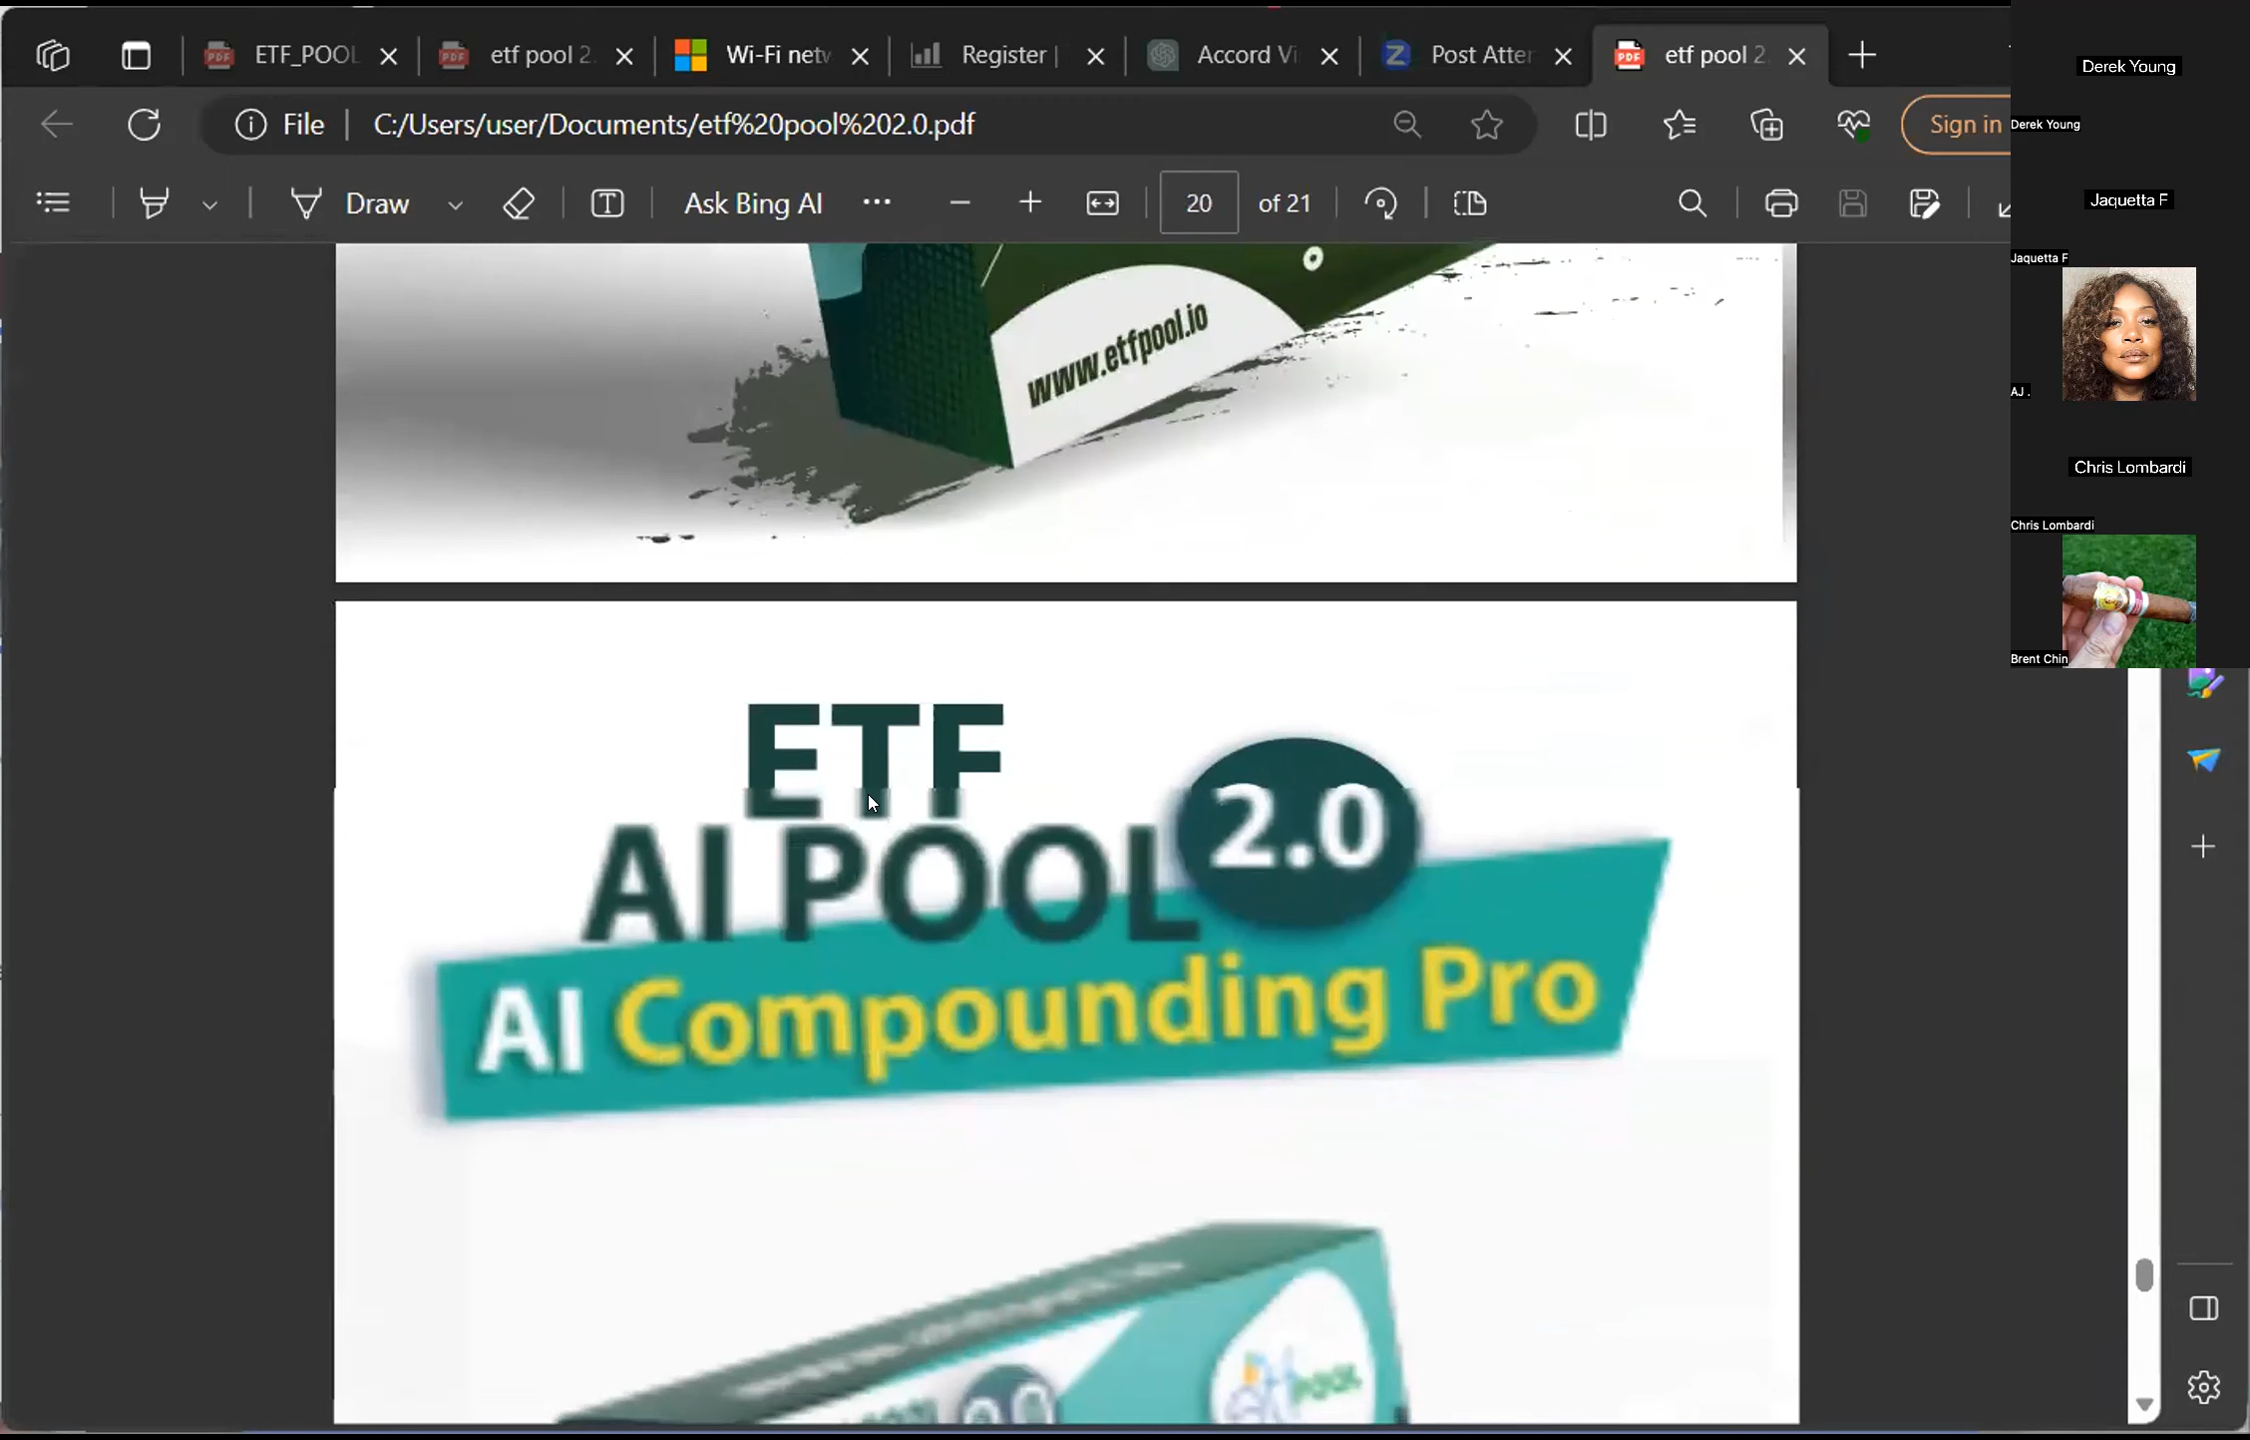 ETF_POOL
etf pool 2.
Wi-Fi netw
Register |
Accord Vi
Post Atter
etf pool 2
File
C:/Users/user/Documents/etf%20pool%202.0.pdf
Sign in
Draw
Ask Bing AI
20
of 21
Derek Young
Derek Young
Jaquetta F
Jaquetta F
AJ .
Chris Lombardi
Chris Lombardi
Brent Chin
www.etfpool.io
ETF
AI POOL
2.0
AI Compounding Pro
POOL